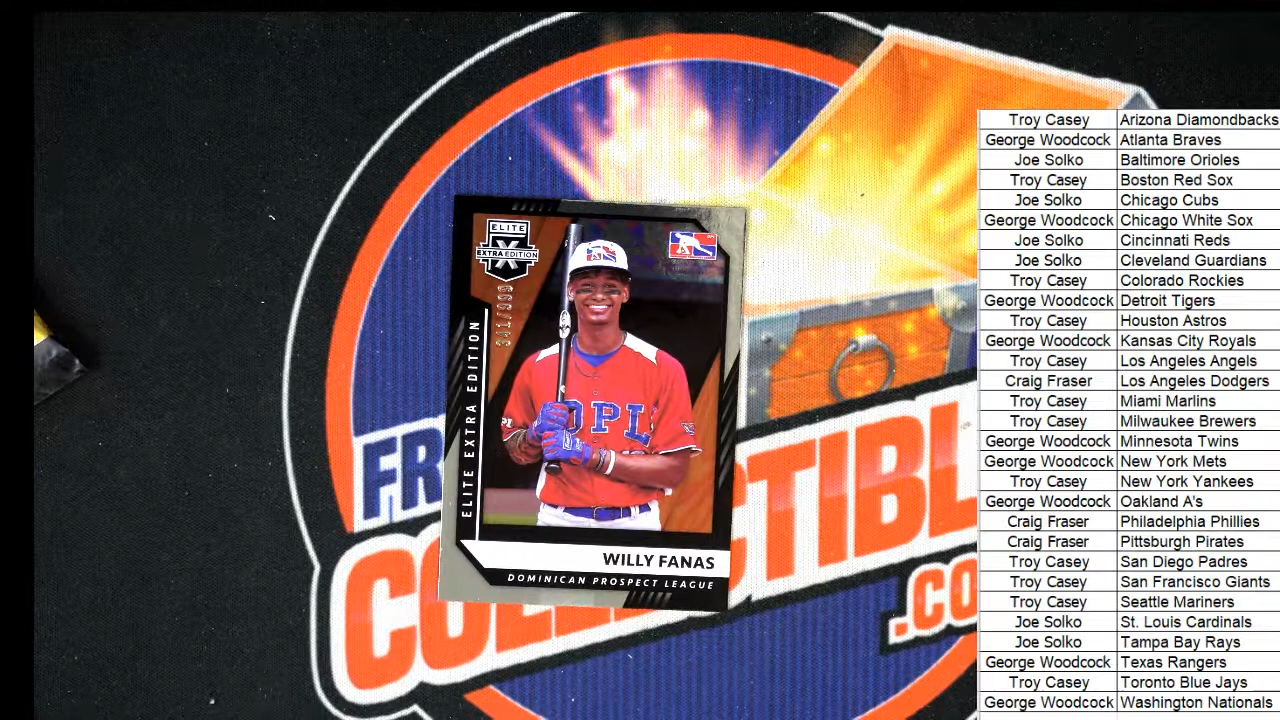 ELITE
X
EXTRA EDITION
341/999
ELITE EXTRA EDITION
DPL
WILLY FANAS
DOMINICAN PROSPECT LEAGUE
FR
COLLECTIBLE
.CO
Troy Casey Arizona Diamondbacks
George Woodcock Atlanta Braves
Joe Solko Baltimore Orioles
Troy Casey Boston Red Sox
Joe Solko Chicago Cubs
George Woodcock Chicago White Sox
Joe Solko Cincinnati Reds
Joe Solko Cleveland Guardians
Troy Casey Colorado Rockies
George Woodcock Detroit Tigers
Troy Casey Houston Astros
George Woodcock Kansas City Royals
Troy Casey Los Angeles Angels
Craig Fraser Los Angeles Dodgers
Troy Casey Miami Marlins
Troy Casey Milwaukee Brewers
George Woodcock Minnesota Twins
George Woodcock New York Mets
Troy Casey New York Yankees
George Woodcock Oakland A's
Craig Fraser Philadelphia Phillies
Craig Fraser Pittsburgh Pirates
Troy Casey San Diego Padres
Troy Casey San Francisco Giants
Troy Casey Seattle Mariners
Joe Solko St. Louis Cardinals
Joe Solko Tampa Bay Rays
George Woodcock Texas Rangers
Troy Casey Toronto Blue Jays
George Woodcock Washington Nationals